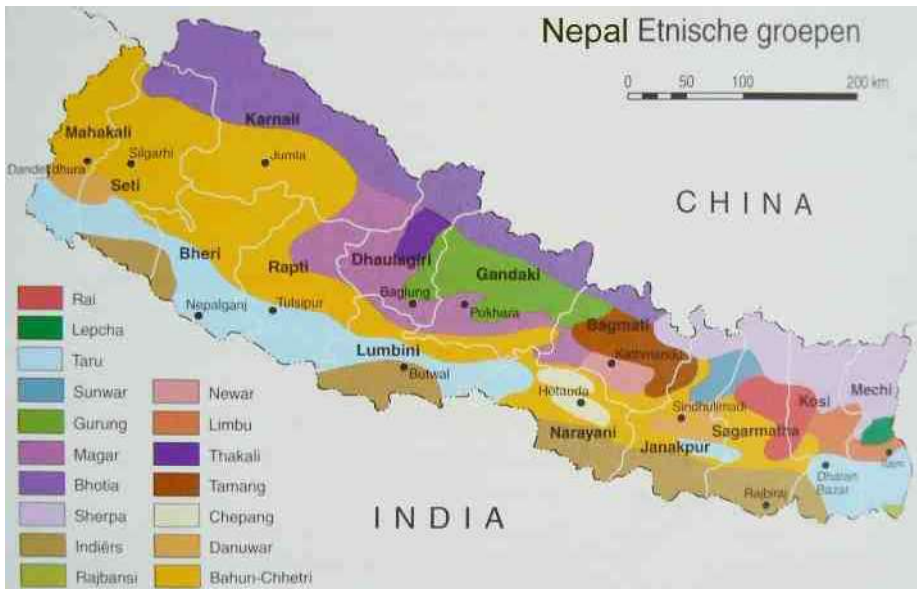 Nepal Etnische groepen
0 50 100 200 km
CHINA
INDIA
Mahakali
Karnali
Silgarhi
Jumla
Dandeldhura
Seti
Bheri
Rapti
Dhaulagiri
Gandaki
Nepalganj
Tulsipur
Baglung
Pokhara
Bagmati
Lumbini
Kathmandu
Butwal
Hetauda
Sindhulimadi
Kosi
Mechi
Narayani
Janakpur
Sagarmatha
Ilam
Dharan
Bazar
Rajbiraj
Rai
Lepcha
Taru
Sunwar
Gurung
Magar
Bhotia
Sherpa
Indiërs
Rajbansi
Newar
Limbu
Thakali
Tamang
Chepang
Danuwar
Bahun-Chhetri